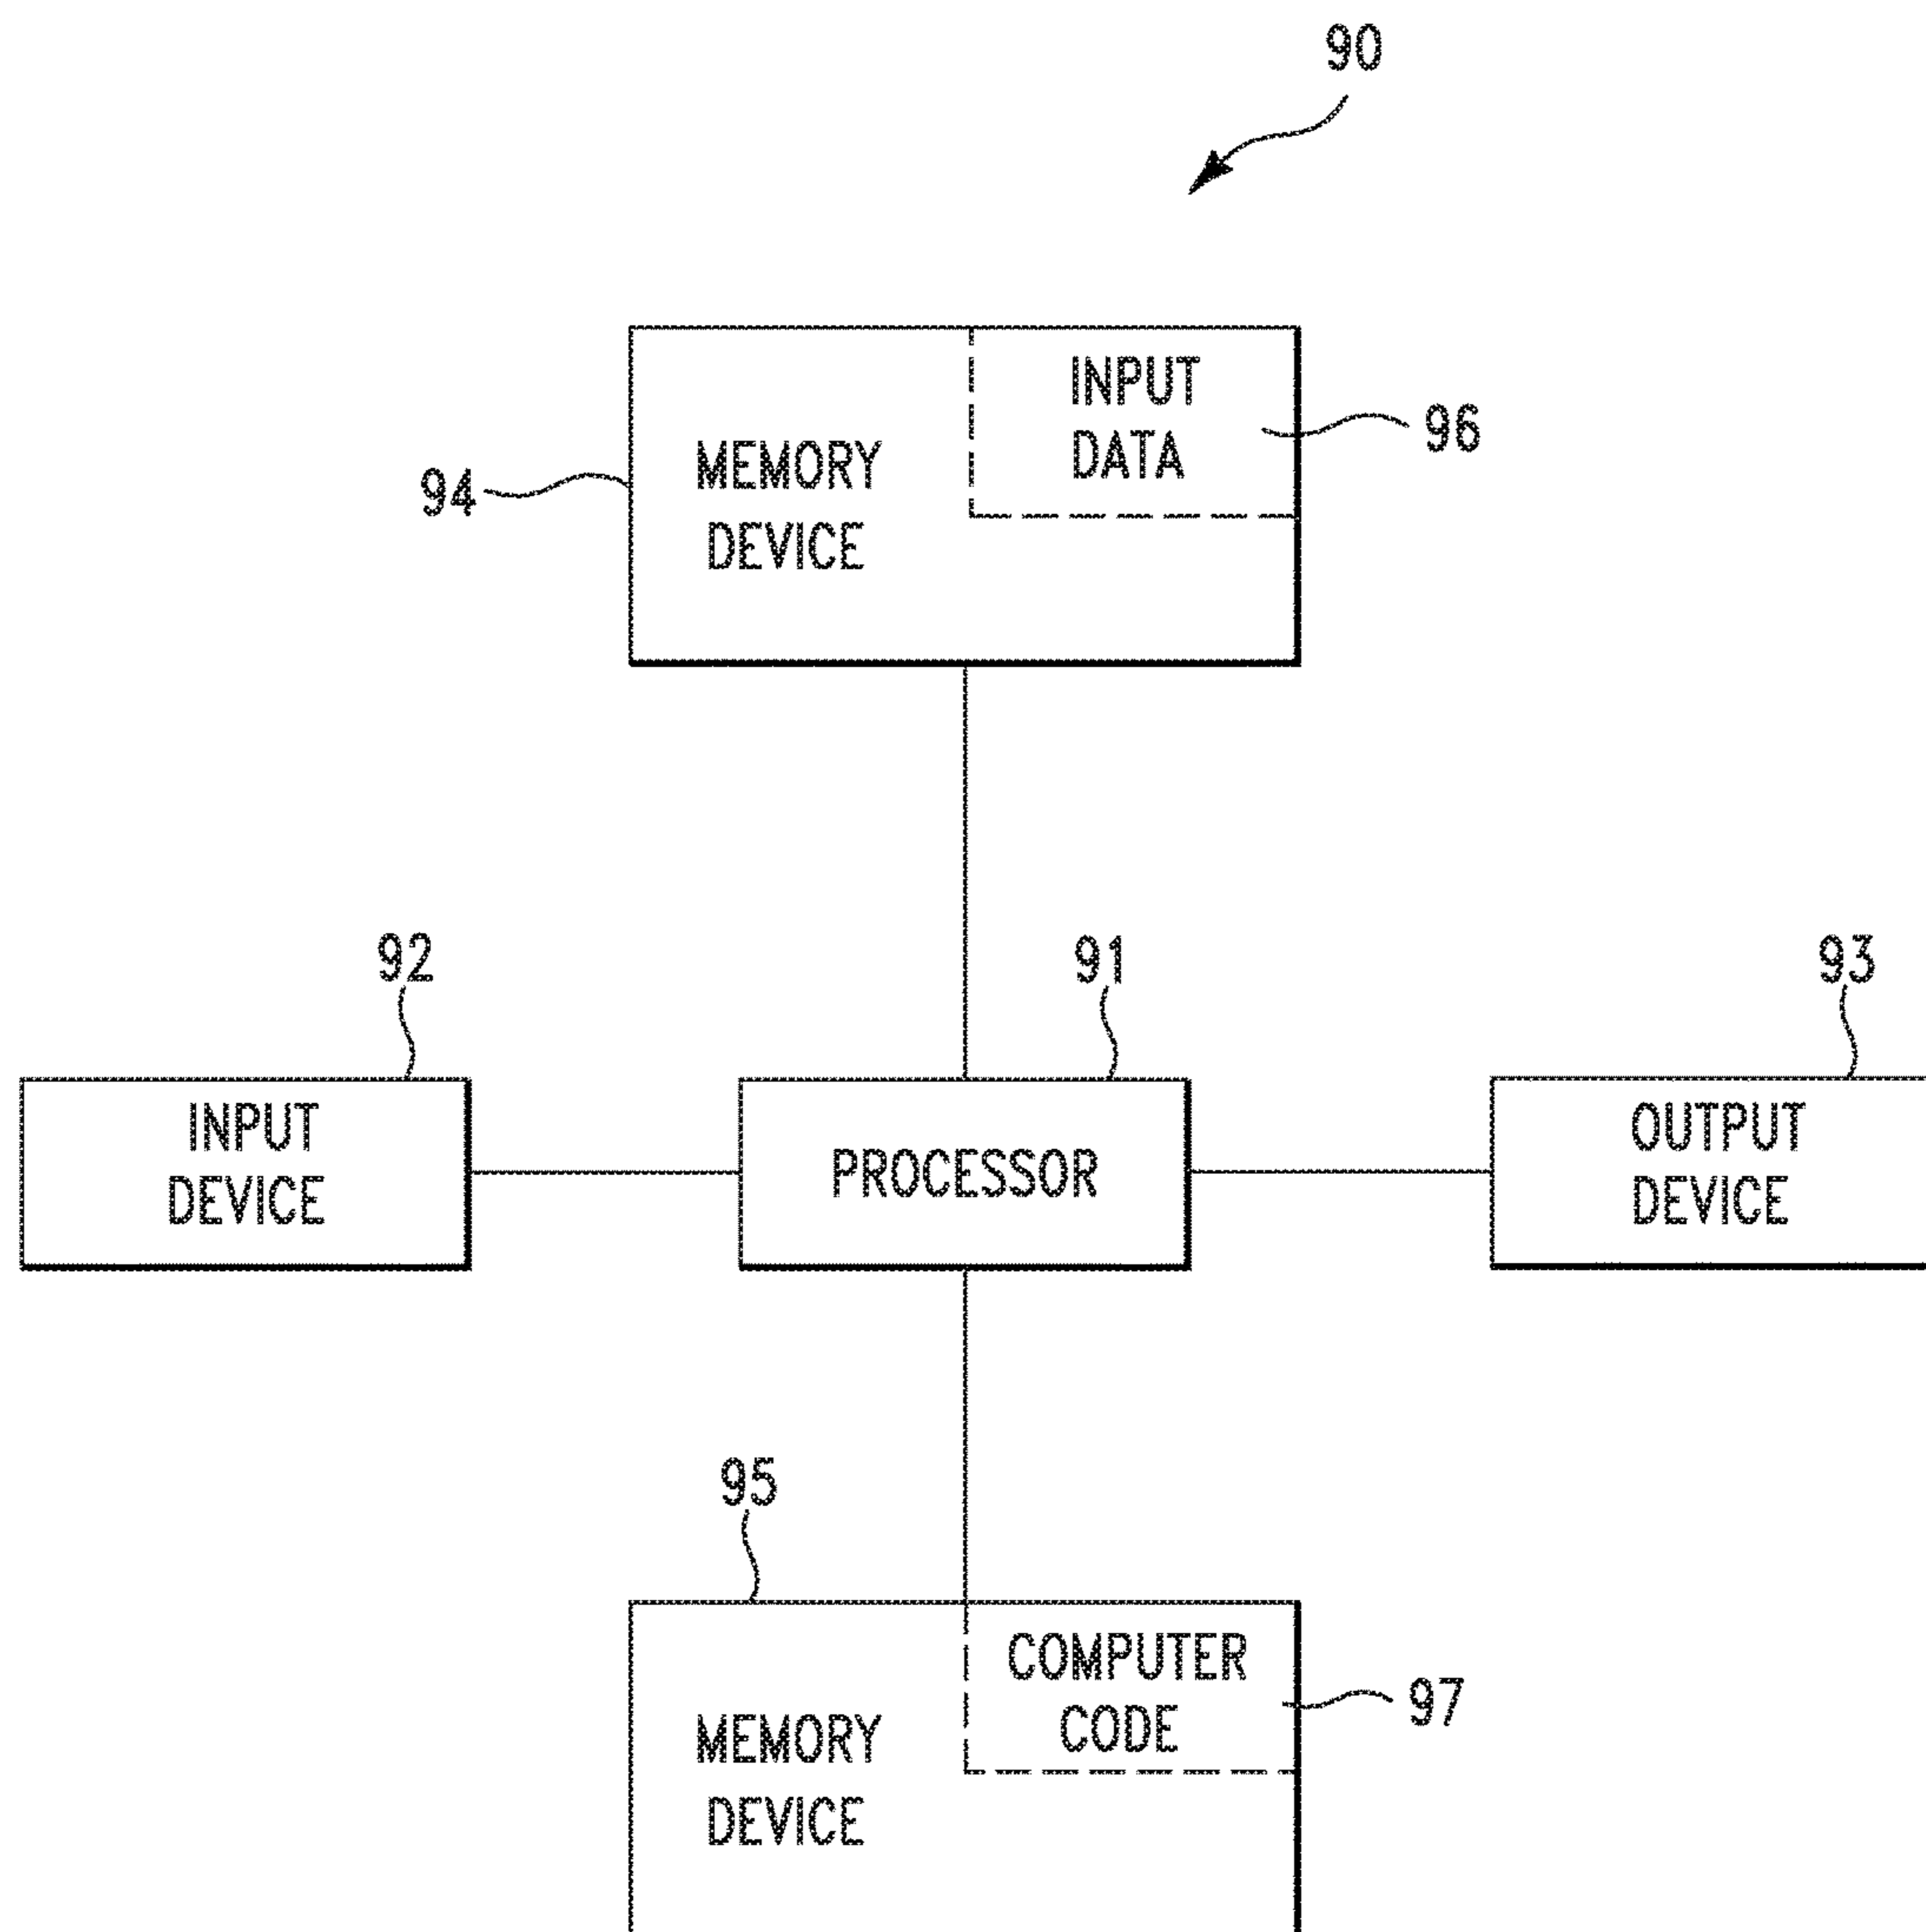 90
INPUT
DATA
96
MEMORY
DEVICE
94
92
91
93
INPUT
DEVICE
PROCESSOR
OUTPUT
DEVICE
95
COMPUTER
CODE
97
MEMORY
DEVICE